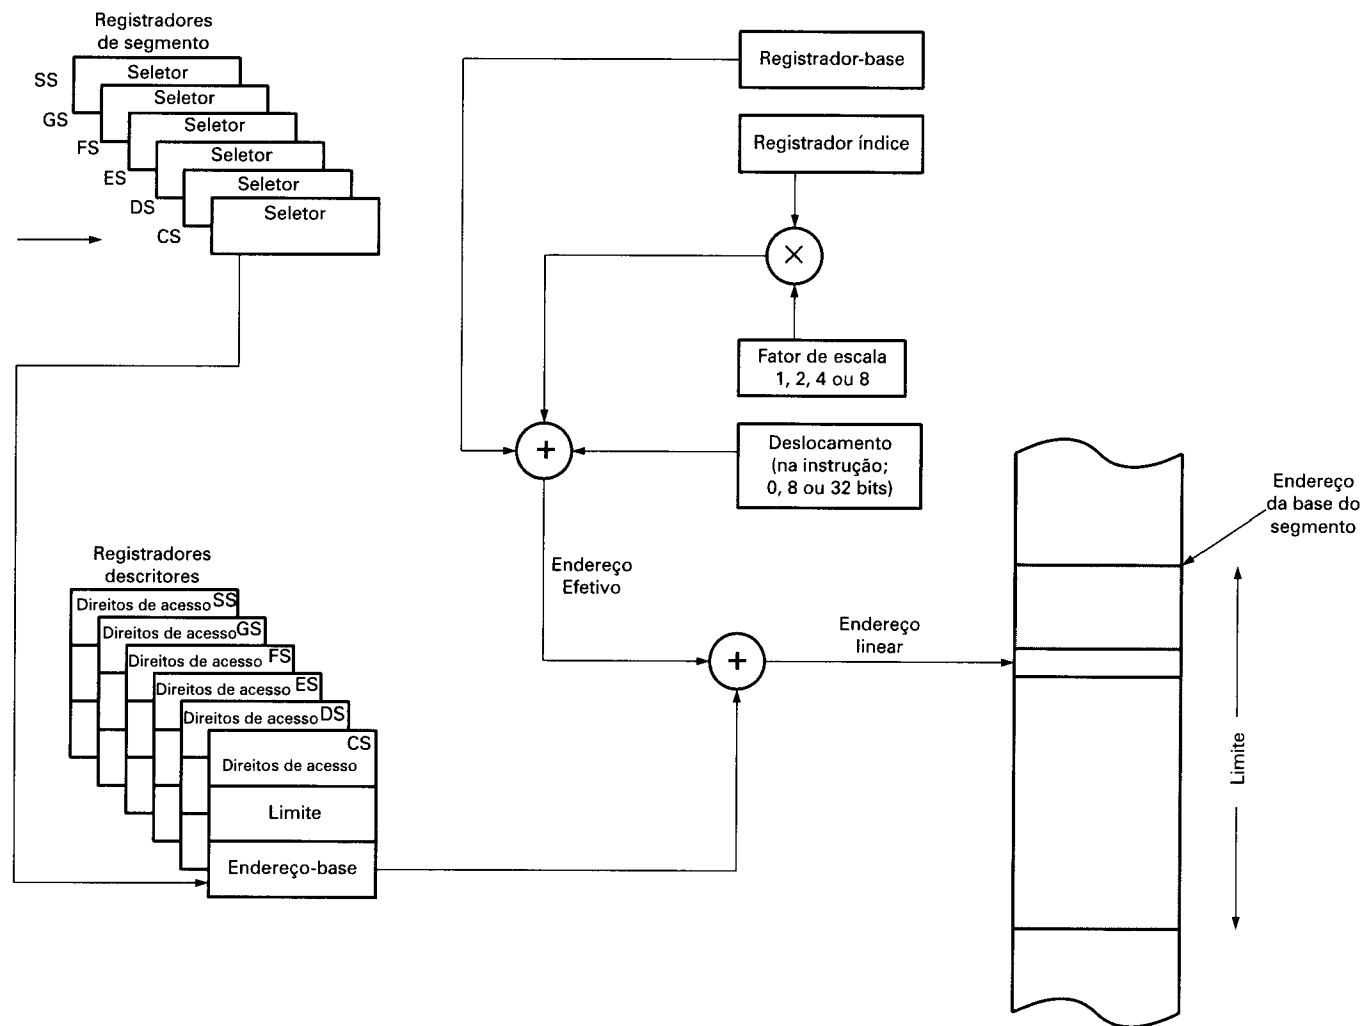 Registradores
de segmento
SS
Seletor
GS
Seletor
FS
Seletor
ES
Seletor
DS
Seletor
CS
Seletor
Registrador-base
Registrador índice
×
Fator de escala
1, 2, 4 ou 8
+
Deslocamento
(na instrução;
0, 8 ou 32 bits)
Endereço
Efetivo
+
Endereço
linear
Endereço
da base do
segmento
Limite
Registradores
descritores
Direitos de acesso SS
Direitos de acesso GS
Direitos de acesso FS
Direitos de acesso ES
Direitos de acesso DS
CS
Direitos de acesso
Limite
Endereço-base